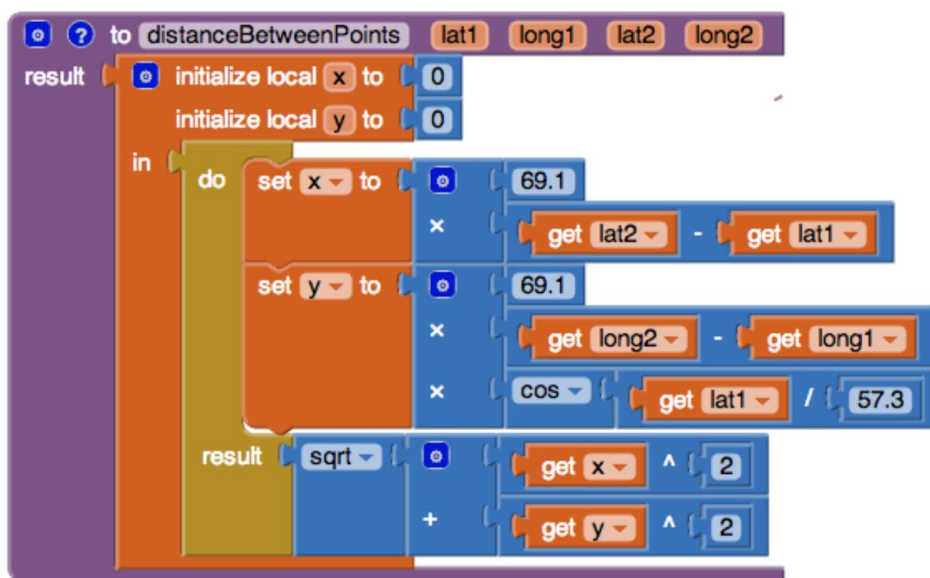 ? to distanceBetweenPoints lat1 long1 lat2 long2
result initialize local x to 0
initialize local y to 0
in do set x to 69.1
× get lat2 - get lat1
set y to 69.1
× get long2 - get long1
× cos get lat1 / 57.3
result sqrt get x ^ 2
+ get y ^ 2